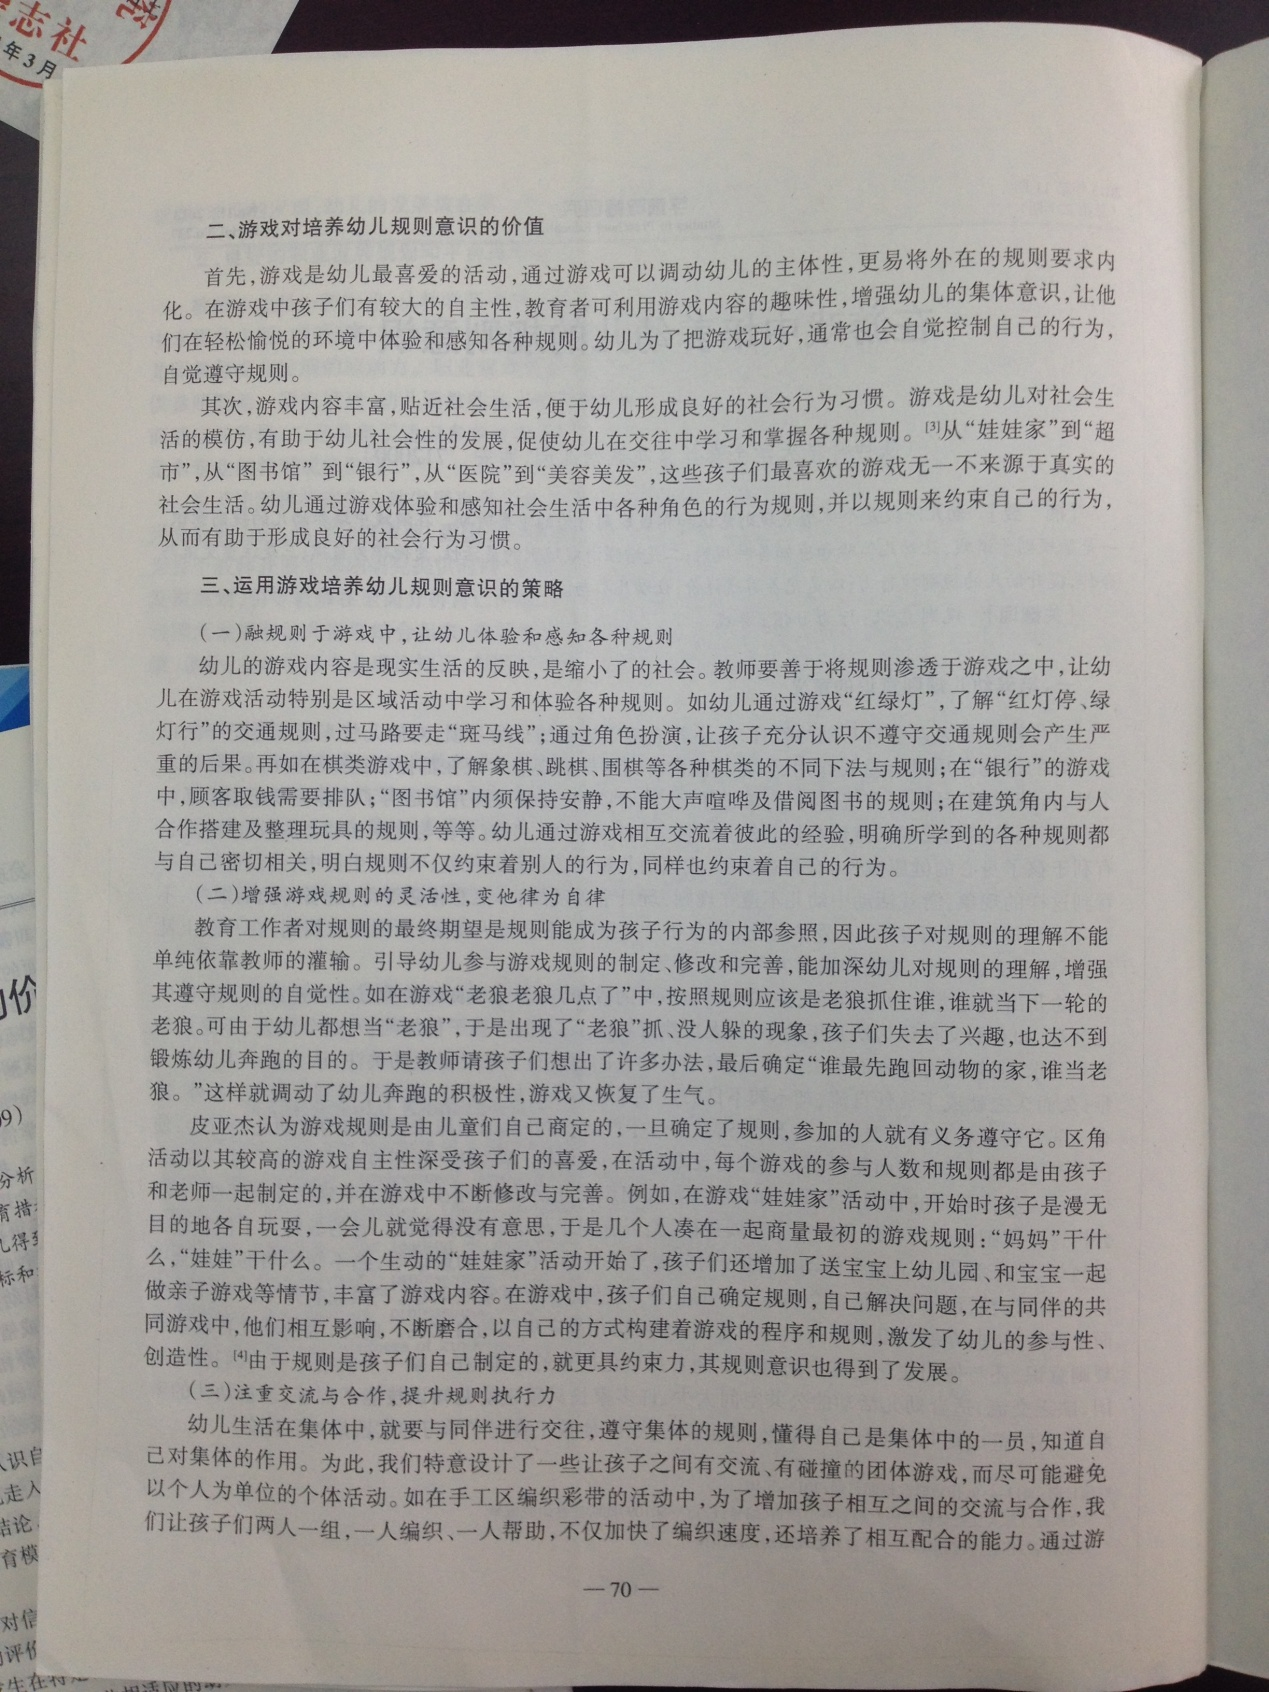 志社
年3月
二、游戏对培养幼儿规则意识的价值
首先,游戏是幼儿最喜爱的活动,通过游戏可以调动幼儿的主体性,更易将外在的规则要求内
化。在游戏中孩子们有较大的自主性,教育者可利用游戏内容的趣味性,增强幼儿的集体意识,让他
们在轻松愉悦的环境中体验和感知各种规则。幼儿为了把游戏玩好,通常也会自觉控制自己的行为,
自觉遵守规则。
其次,游戏内容丰富,贴近社会生活,便于幼儿形成良好的社会行为习惯。游戏是幼儿对社会生
活的模仿,有助于幼儿社会性的发展,促使幼儿在交往中学习和掌握各种规则。[3]从“娃娃家”到“超
市”,从“图书馆” 到“银行”,从“医院”到“美容美发”,这些孩子们最喜欢的游戏无一不来源于真实的
社会生活。幼儿通过游戏体验和感知社会生活中各种角色的行为规则,并以规则来约束自己的行为,
从而有助于形成良好的社会行为习惯。
三、运用游戏培养幼儿规则意识的策略
(一)融规则于游戏中,让幼儿体验和感知各种规则
幼儿的游戏内容是现实生活的反映,是缩小了的社会。教师要善于将规则渗透于游戏之中,让幼
儿在游戏活动特别是区域活动中学习和体验各种规则。如幼儿通过游戏“红绿灯”,了解“红灯停、绿
灯行”的交通规则,过马路要走“斑马线”;通过角色扮演,让孩子充分认识不遵守交通规则会产生严
重的后果。再如在棋类游戏中,了解象棋、跳棋、围棋等各种棋类的不同下法与规则;在“银行”的游戏
中,顾客取钱需要排队;“图书馆”内须保持安静,不能大声喧哗及借阅图书的规则;在建筑角内与人
合作搭建及整理玩具的规则,等等。幼儿通过游戏相互交流着彼此的经验,明确所学到的各种规则都
与自己密切相关,明白规则不仅约束着别人的行为,同样也约束着自己的行为。
(二)增强游戏规则的灵活性,变他律为自律
教育工作者对规则的最终期望是规则能成为孩子行为的内部参照,因此孩子对规则的理解不能
单纯依靠教师的灌输。引导幼儿参与游戏规则的制定、修改和完善,能加深幼儿对规则的理解,增强
其遵守规则的自觉性。如在游戏“老狼老狼几点了”中,按照规则应该是老狼抓住谁,谁就当下一轮的
老狼。可由于幼儿都想当“老狼”,于是出现了“老狼”抓、没人躲的现象,孩子们失去了兴趣,也达不到
锻炼幼儿奔跑的目的。于是教师请孩子们想出了许多办法,最后确定“谁最先跑回动物的家,谁当老
狼。”这样就调动了幼儿奔跑的积极性,游戏又恢复了生气。
皮亚杰认为游戏规则是由儿童们自己商定的,一旦确定了规则,参加的人就有义务遵守它。区角
活动以其较高的游戏自主性深受孩子们的喜爱,在活动中,每个游戏的参与人数和规则都是由孩子
和老师一起制定的,并在游戏中不断修改与完善。例如,在游戏“娃娃家”活动中,开始时孩子是漫无
目的地各自玩耍,一会儿就觉得没有意思,于是几个人凑在一起商量最初的游戏规则:“妈妈”干什
么,“娃娃”干什么。一个生动的“娃娃家”活动开始了,孩子们还增加了送宝宝上幼儿园、和宝宝一起
做亲子游戏等情节,丰富了游戏内容。在游戏中,孩子们自己确定规则,自己解决问题,在与同伴的共
同游戏中,他们相互影响,不断磨合,以自己的方式构建着游戏的程序和规则,激发了幼儿的参与性、
创造性。[4]由于规则是孩子们自己制定的,就更具约束力,其规则意识也得到了发展。
(三)注重交流与合作,提升规则执行力
幼儿生活在集体中,就要与同伴进行交往,遵守集体的规则,懂得自己是集体中的一员,知道自
己对集体的作用。为此,我们特意设计了一些让孩子之间有交流、有碰撞的团体游戏,而尽可能避免
以个人为单位的个体活动。如在手工区编织彩带的活动中,为了增加孩子相互之间的交流与合作,我
们让孩子们两人一组,一人编织、一人帮助,不仅加快了编织速度,还培养了相互配合的能力。通过游
— 70 —